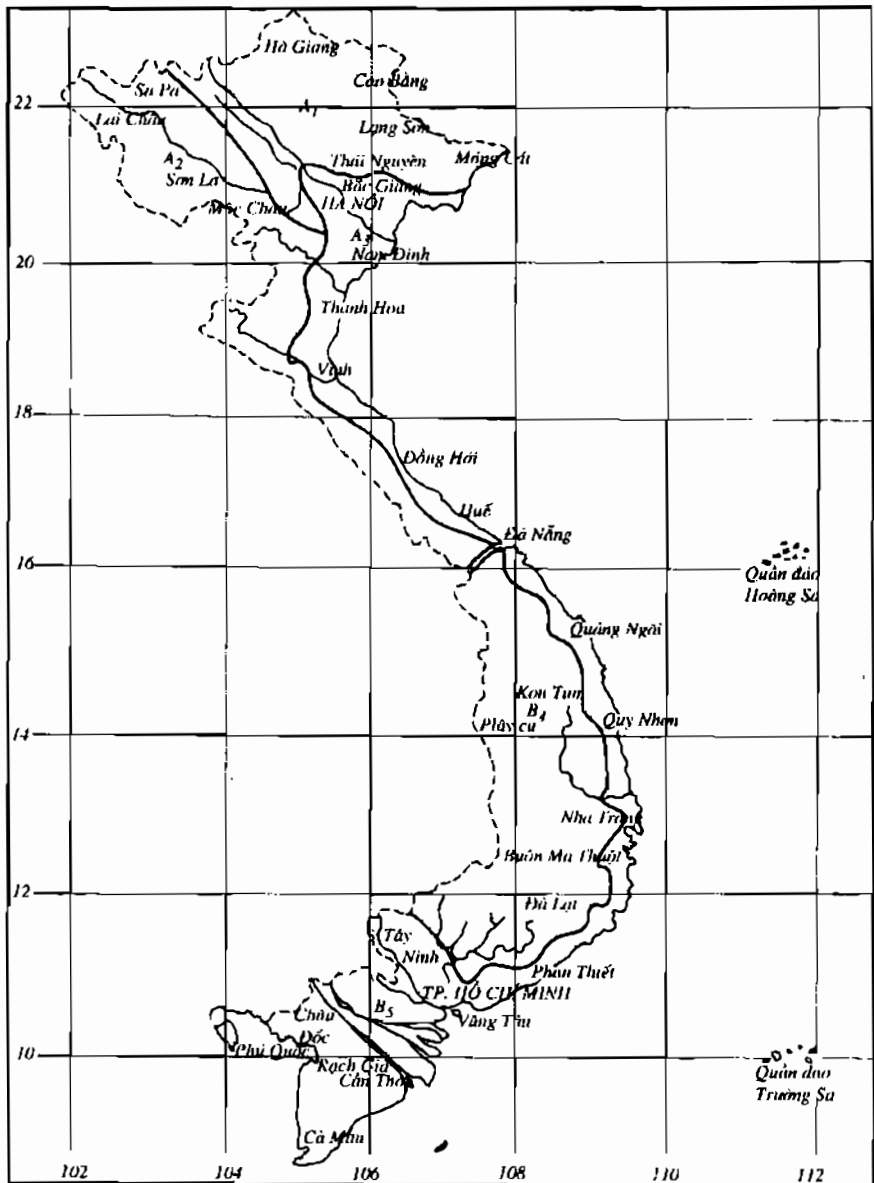 Hà Giang
Cao Bằng
Sa Pa
22
A1
Lai Châu
Lạng Sơn
A2
Thái Nguyên
Móng Cái
Sơn La
Bắc Giang
Mộc Châu
HÀ NỘI
A3
Nam Định
20
Thanh Hoá
Vinh
18
Đồng Hới
Huế
Đà Nẵng
16
Quần đảo
Hoàng Sa
Quảng Ngãi
Kon Tum
B4
Plây cu
Quy Nhơn
14
Nha Trang
Buôn Ma Thuột
12
Đà Lạt
Tây
Ninh
Phan Thiết
TP. HỒ CHÍ MINH
Châu
B5
Vũng Tàu
Đốc
10
Phú Quốc
Rạch Giá
Cần Thơ
Quần đảo
Trường Sa
Cà Mau
102
104
106
108
110
112